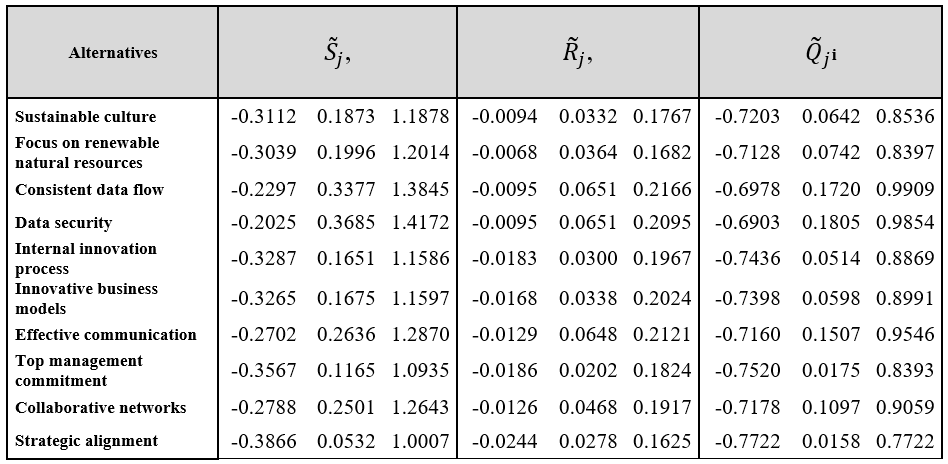 Alternatives S̃ⱼ, R̃ⱼ, Q̃ⱼi
Sustainable culture -0.3112 0.1873 1.1878 -0.0094 0.0332 0.1767 -0.7203 0.0642 0.8536
Focus on renewable
natural resources -0.3039 0.1996 1.2014 -0.0068 0.0364 0.1682 -0.7128 0.0742 0.8397
Consistent data flow -0.2297 0.3377 1.3845 -0.0095 0.0651 0.2166 -0.6978 0.1720 0.9909
Data security -0.2025 0.3685 1.4172 -0.0095 0.0651 0.2095 -0.6903 0.1805 0.9854
Internal innovation
process -0.3287 0.1651 1.1586 -0.0183 0.0300 0.1967 -0.7436 0.0514 0.8869
Innovative business
models -0.3265 0.1675 1.1597 -0.0168 0.0338 0.2024 -0.7398 0.0598 0.8991
Effective communication -0.2702 0.2636 1.2870 -0.0129 0.0648 0.2121 -0.7160 0.1507 0.9546
Top management
commitment -0.3567 0.1165 1.0935 -0.0186 0.0202 0.1824 -0.7520 0.0175 0.8393
Collaborative networks -0.2788 0.2501 1.2643 -0.0126 0.0468 0.1917 -0.7178 0.1097 0.9059
Strategic alignment -0.3866 0.0532 1.0007 -0.0244 0.0278 0.1625 -0.7722 0.0158 0.7722